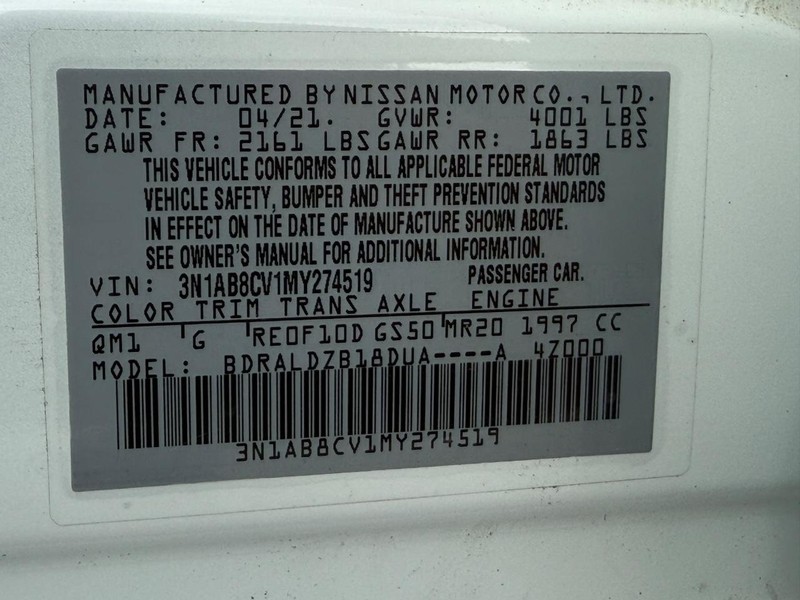 MANUFACTURED BY NISSAN MOTOR CO., LTD.
DATE: 04/21. GVWR: 4001 LBS
GAWR FR: 2161 LBS GAWR RR: 1863 LBS
THIS VEHICLE CONFORMS TO ALL APPLICABLE FEDERAL MOTOR
VEHICLE SAFETY, BUMPER AND THEFT PREVENTION STANDARDS
IN EFFECT ON THE DATE OF MANUFACTURE SHOWN ABOVE.
SEE OWNER'S MANUAL FOR ADDITIONAL INFORMATION.
VIN: 3N1AB8CV1MY274519 PASSENGER CAR.
COLOR TRIM TRANS AXLE ENGINE
QM1 G RE0F10D GS50 MR20 1997 CC
MODEL: BDRALDZB18DUA----A 4Z000
3N1AB8CV1MY274519